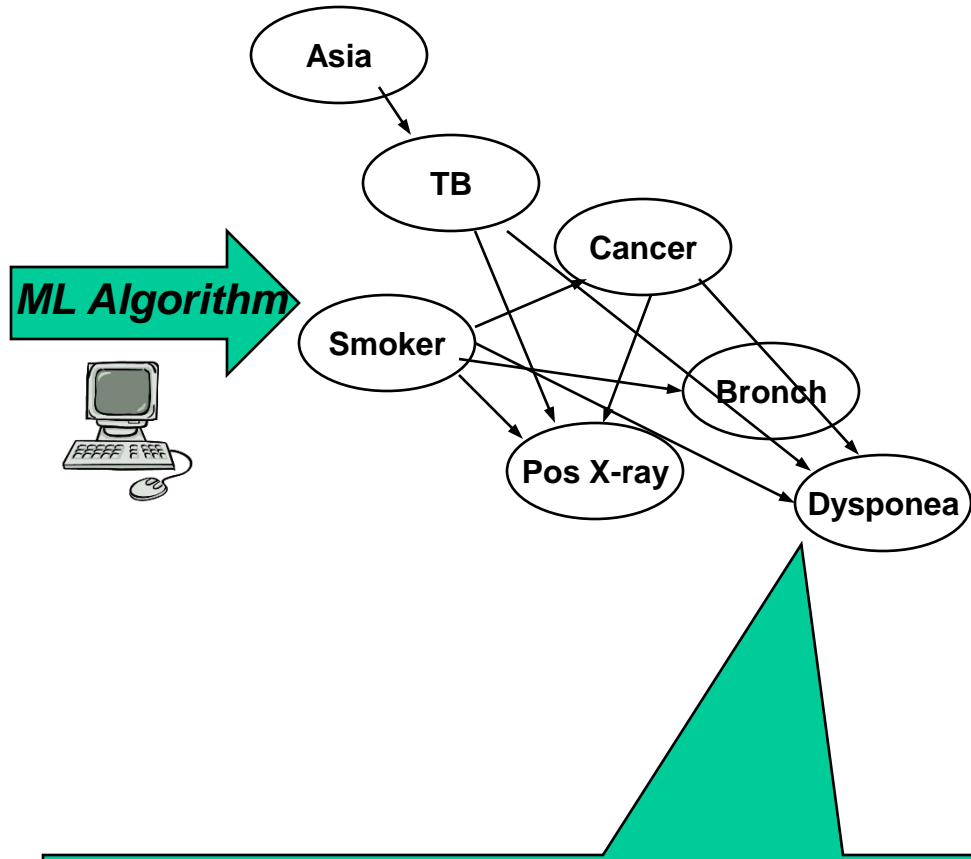 Asia
TB
Cancer
ML Algorithm
Smoker
Bronch
Pos X-ray
Dysponea